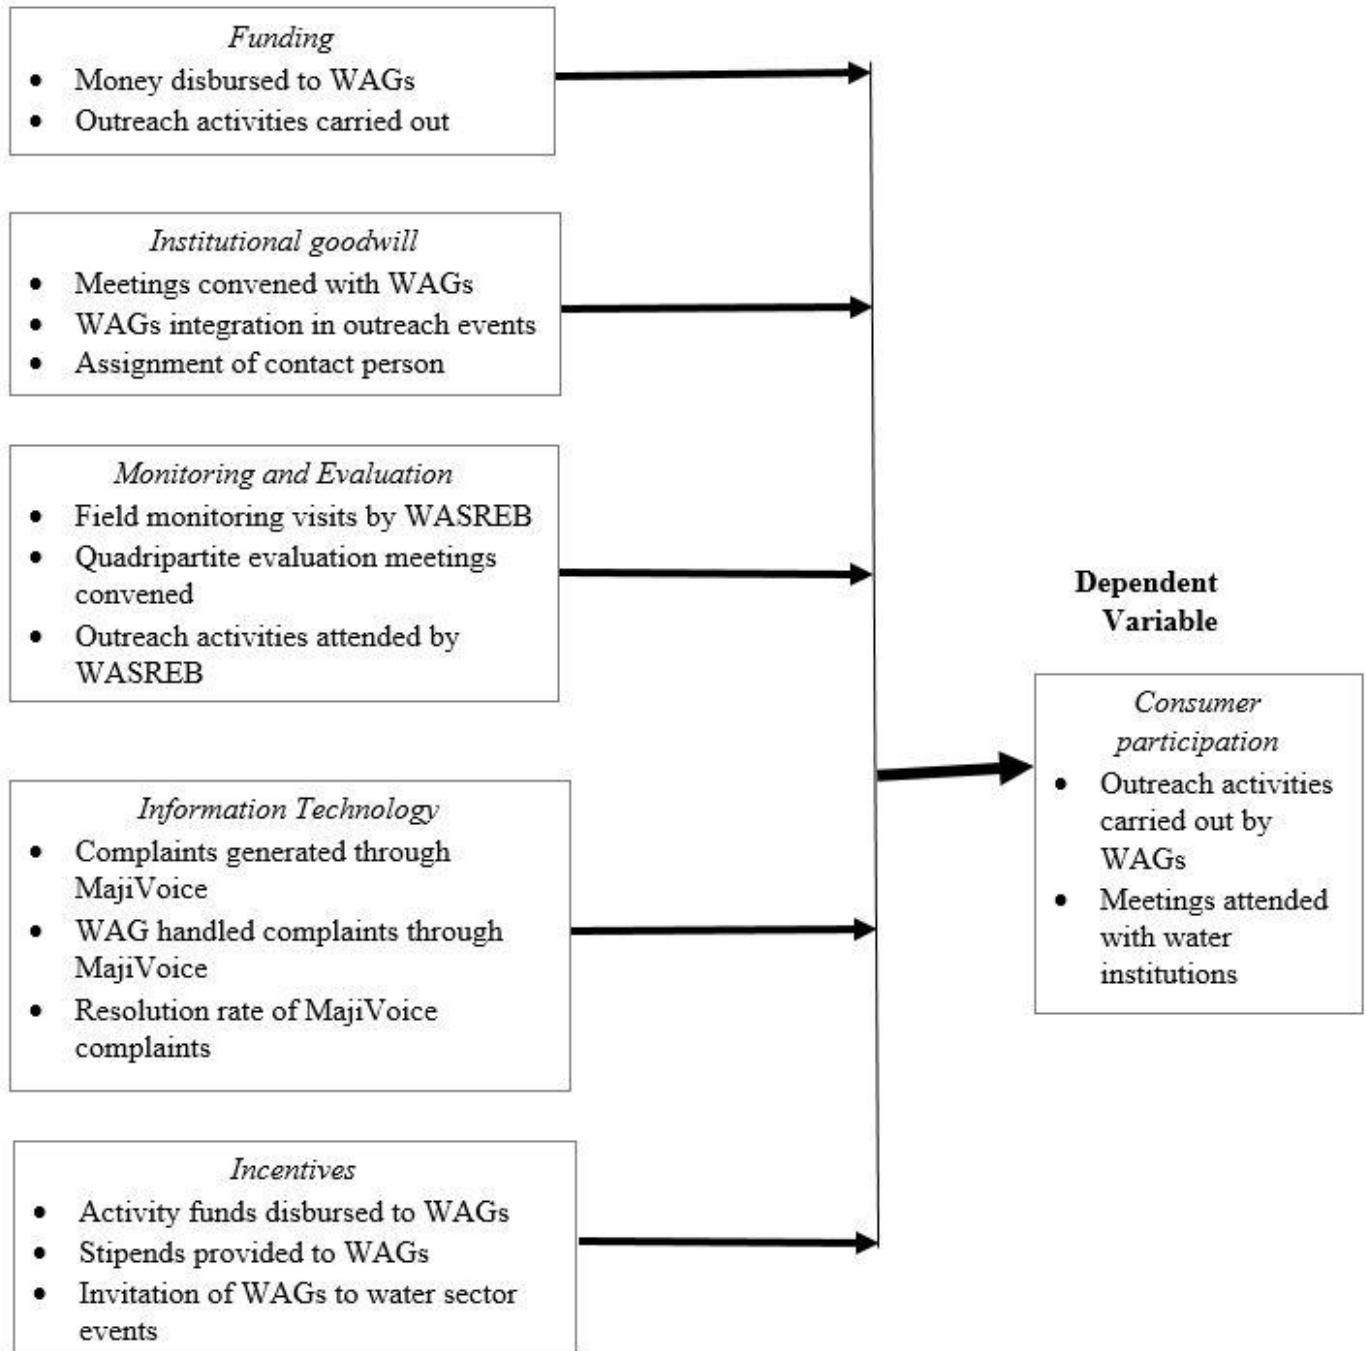 Funding
• Money disbursed to WAGs
• Outreach activities carried out
Institutional goodwill
• Meetings convened with WAGs
• WAGs integration in outreach events
• Assignment of contact person
Monitoring and Evaluation
• Field monitoring visits by WASREB
• Quadripartite evaluation meetings
convened
• Outreach activities attended by
WASREB
Information Technology
• Complaints generated through
MajiVoice
• WAG handled complaints through
MajiVoice
• Resolution rate of MajiVoice
complaints
Incentives
• Activity funds disbursed to WAGs
• Stipends provided to WAGs
• Invitation of WAGs to water sector
events
Dependent
Variable
Consumer
participation
• Outreach activities
carried out by
WAGs
• Meetings attended
with water
institutions